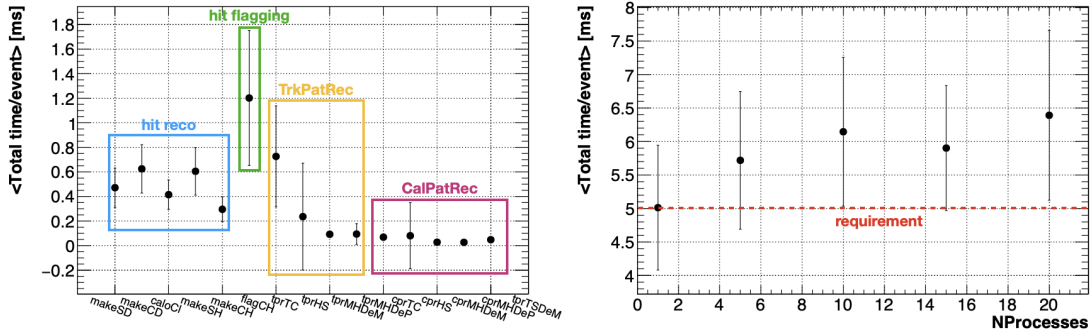 <Total time/event> [ms]
1.8
1.6
1.4
1.2
1
0.8
0.6
0.4
0.2
0
−0.2
hit flagging
TrkPatRec
hit reco
CalPatRec
makeSD
makeCD
caloCl
makeSH
makeCH
flagCH
tprTC
tprHS
tprMHDeM
tprMHDeP
cprTC
cprHS
cprMHDeM
cprMHDeP
tprTSDeM
<Total time/event> [ms]
8
7.5
7
6.5
6
5.5
5
4.5
4
requirement
0 2 4 6 8 10 12 14 16 18 20
NProcesses